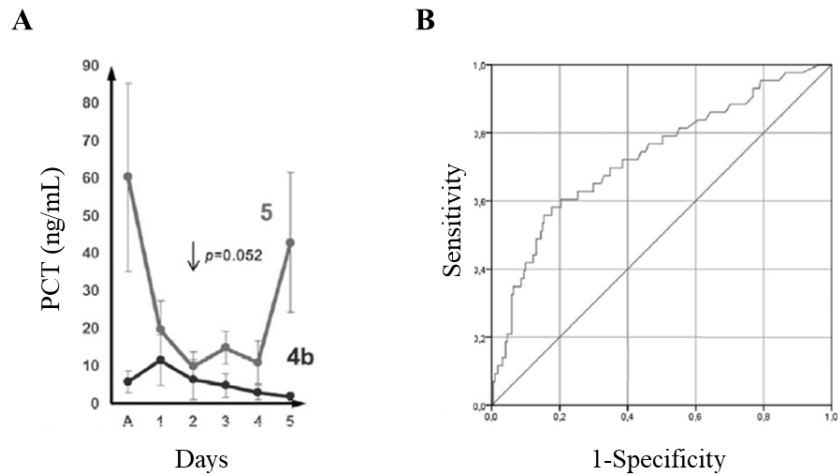 A
90
80
70
60
50
40
30
20
10
0
PCT (ng/mL)
5
p=0.052
4b
A 1 2 3 4 5
Days
B
1,0
0,8
0,6
0,4
0,2
0,0
Sensitivity
0,0 0,2 0,4 0,6 0,8 1,0
1-Specificity